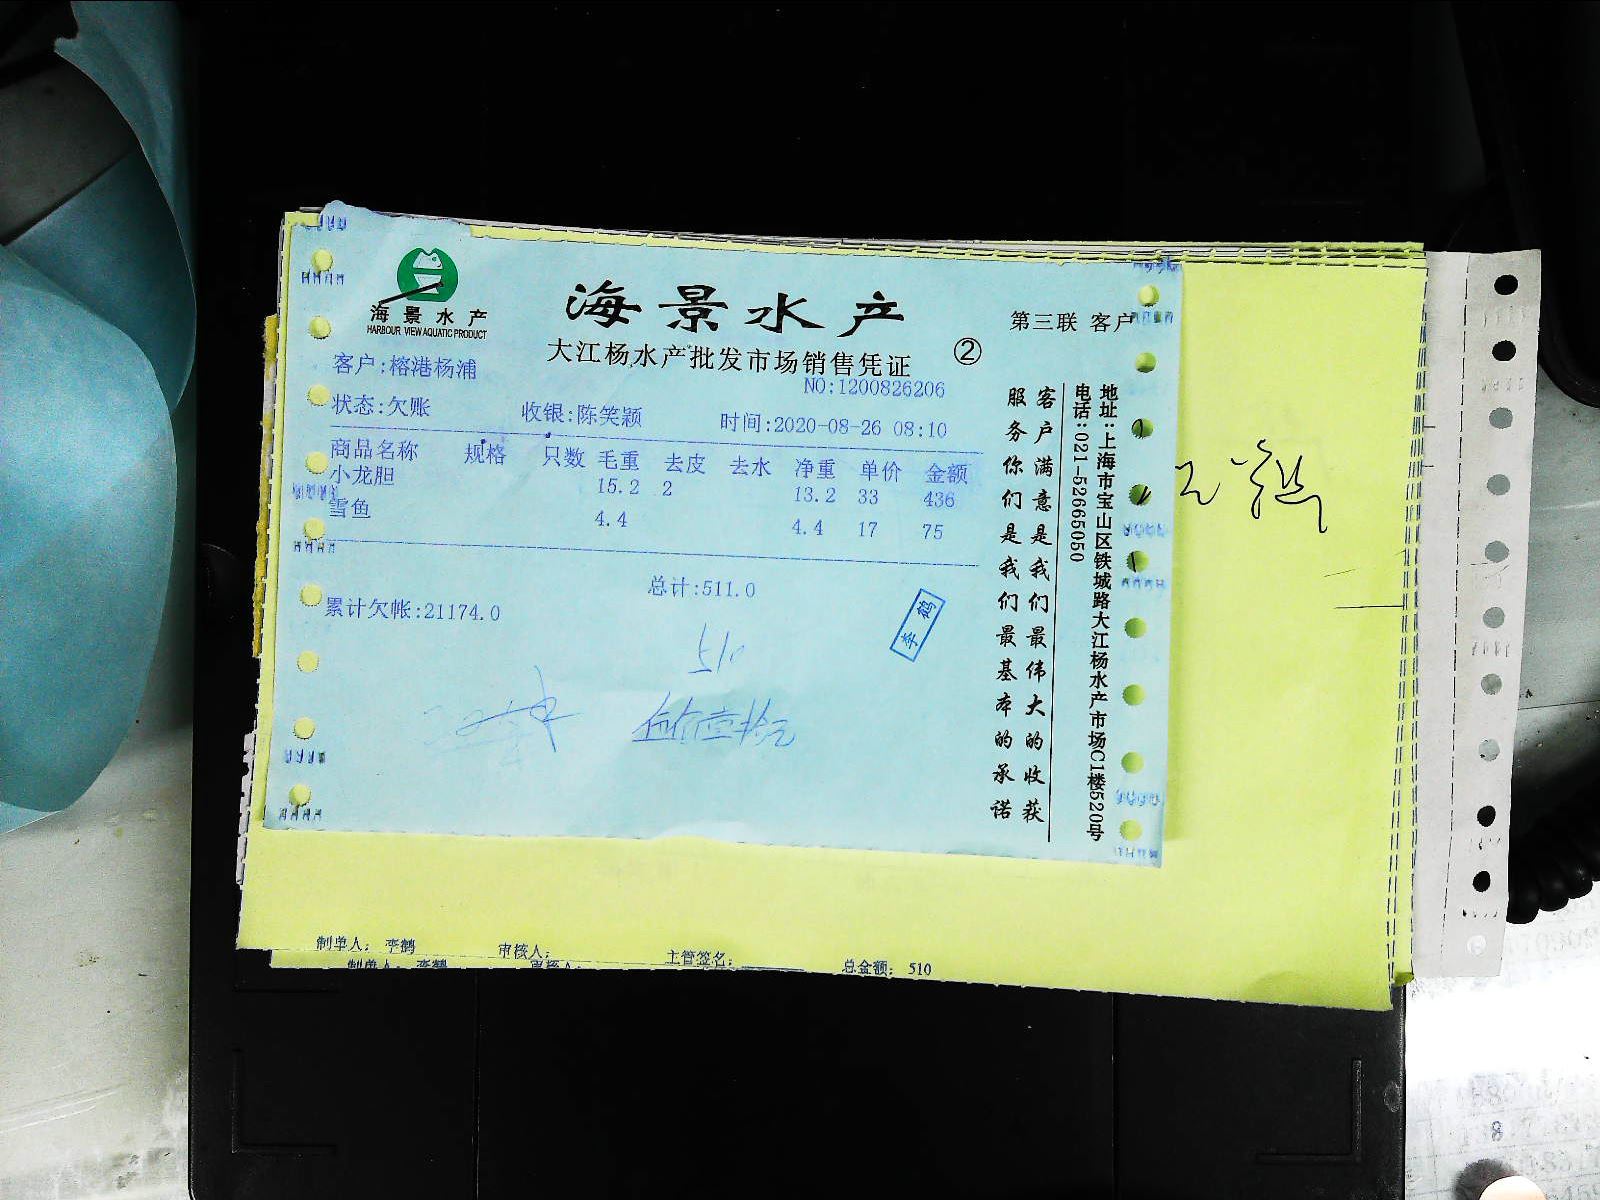 海景水产
HARBOUR VIEW AQUATIC PRODUCT
海景水产
大江杨水产批发市场销售凭证
②
第三联 客户
客户:榕港杨浦
NO:1200826206
状态:欠账 收银:陈笑颖 时间:2020-08-26 08:10
商品名称 规格 只数 毛重 去皮 去水 净重 单价 金额
小龙胆 15.2 2 13.2 33 436
雪鱼 4.4 4.4 17 75
总计:511.0
累计欠帐:21174.0
李鹤
510
客户满意是我们最伟大的收获
服务你们是我们最基本的承诺
地址:上海市宝山区铁城路大江杨水产市场C1楼520号
电话:021-52665050
制单人: 李鹤 审核人: 主管签名: 总金额: 510
制单人: 李鹤 审核人: